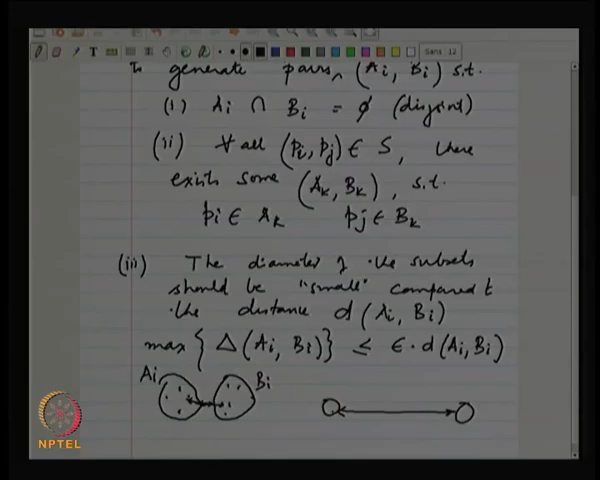 Sans 12
to generate pairs, (Ai, Bi) s.t.
(i) Ai ∩ Bi = φ (disjoint)
(ii) ∀ all (pi, pj) ∈ S, there
exists some (Ak, Bk), s.t.
pi ∈ Ak pj ∈ Bk
(iii) The diameter of the subsets
should be "small" compared t
the distance d(Ai, Bi)
max { Δ(Ai, Bi)} ≤ ϵ · d(Ai, Bi)
Ai Bi
NPTEL